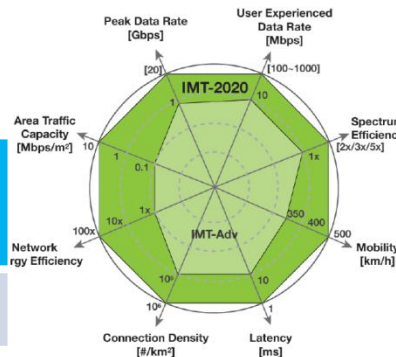 Peak Data Rate
[Gbps]
User Experienced
Data Rate
[Mbps]
[20]
[100~1000]
IMT-2020
1
10
Area Traffic
Capacity
[Mbps/m²]
Spectrum
Efficienc
[2x/3x/5x]
10
1
0.1
1x
100x
10x
1x
350
400
500
Network
rgy Efficiency
IMT-Adv
Mobility
[km/h]
10⁵
10
10⁶
1
Connection Density
[#/km²]
Latency
[ms]